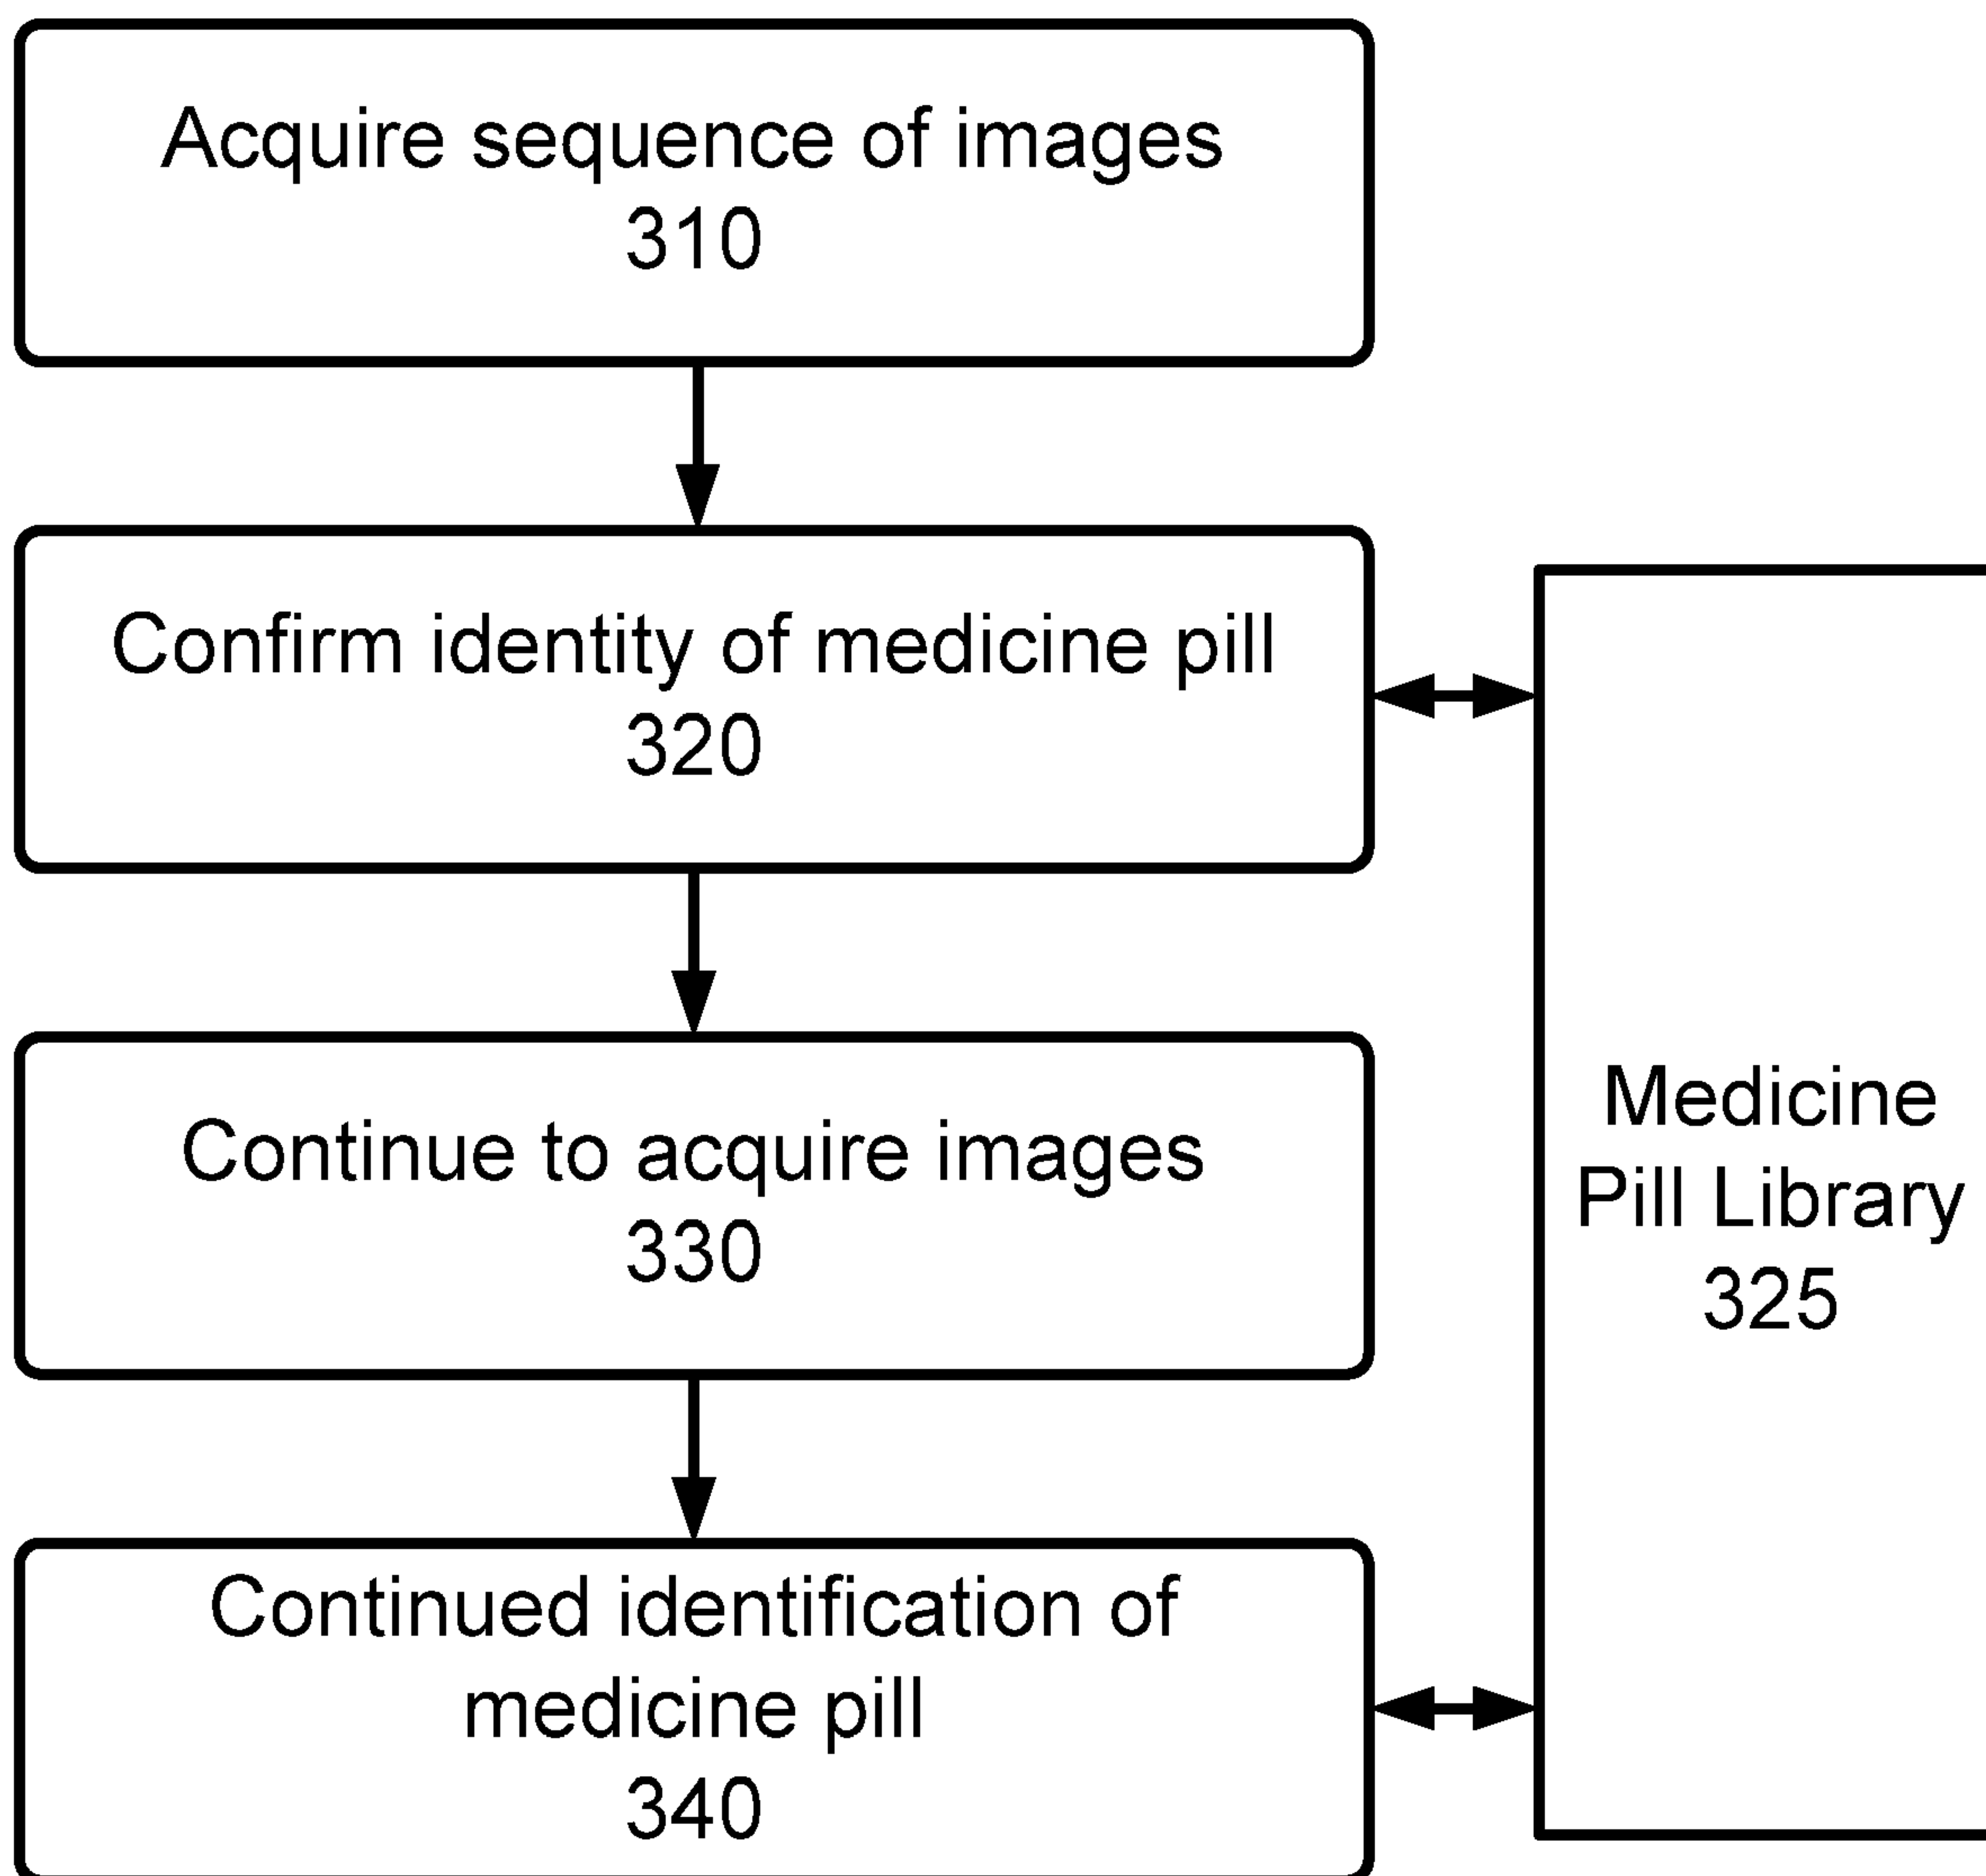 Acquire sequence of images
310
Confirm identity of medicine pill
320
Continue to acquire images
330
Continued identification of
medicine pill
340
Medicine
Pill Library
325